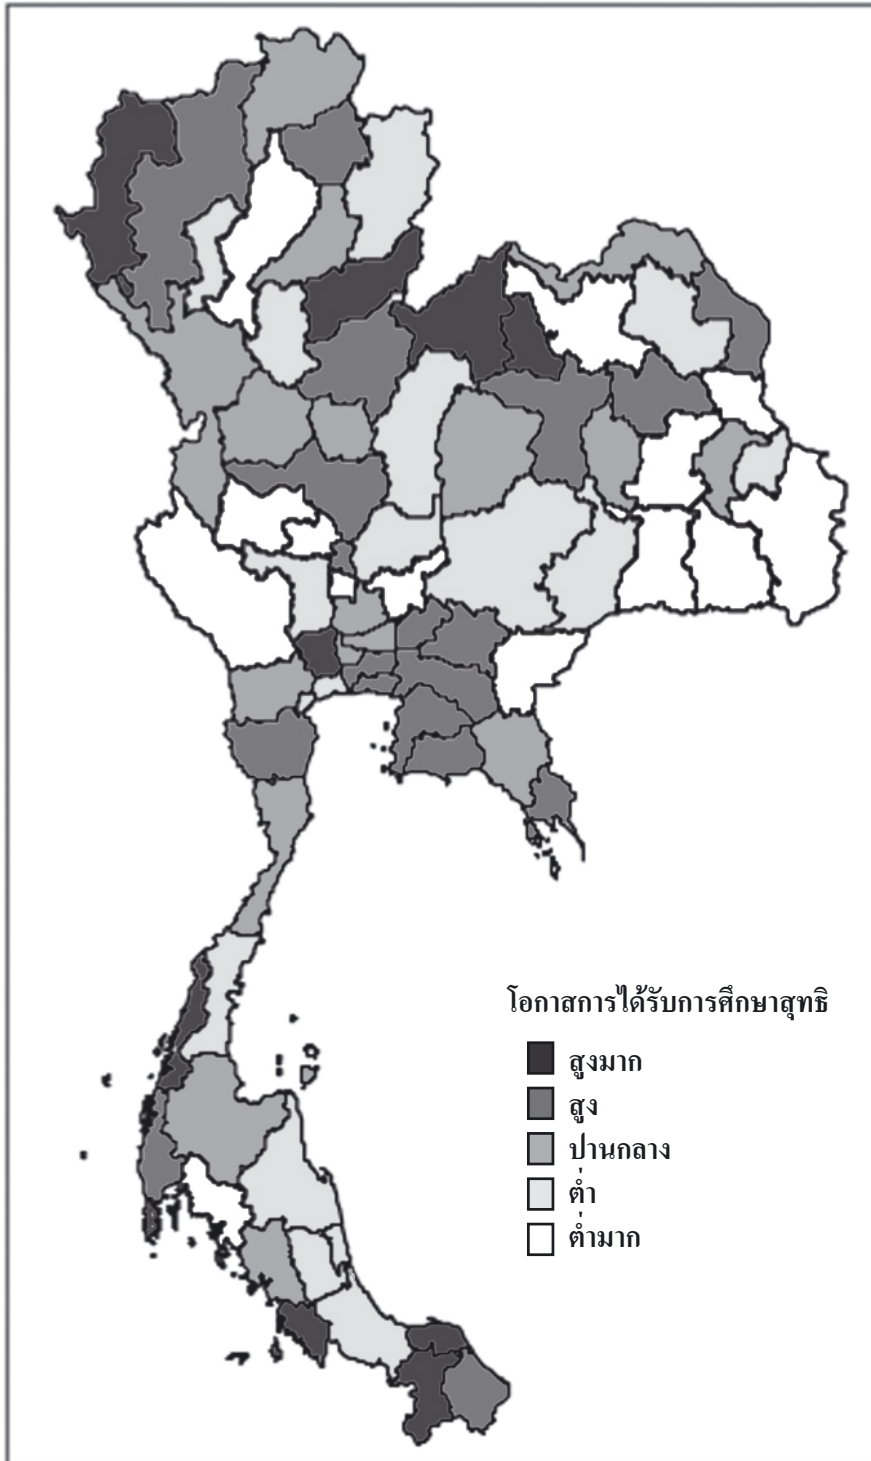 โอกาสการได้รับการศึกษาสุทธิ
สูงมาก
สูง
ปานกลาง
ต่ำ
ต่ำมาก